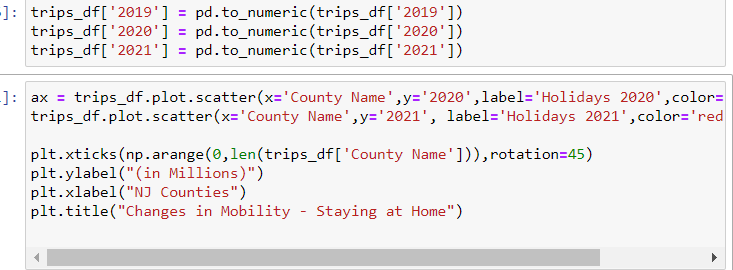 ]: trips_df['2019'] = pd.to_numeric(trips_df['2019'])
trips_df['2020'] = pd.to_numeric(trips_df['2020'])
trips_df['2021'] = pd.to_numeric(trips_df['2021'])
]: ax = trips_df.plot.scatter(x='County Name',y='2020',label='Holidays 2020',color=
trips_df.plot.scatter(x='County Name',y='2021', label='Holidays 2021',color='red
plt.xticks(np.arange(0,len(trips_df['County Name'])),rotation=45)
plt.ylabel("(in Millions)")
plt.xlabel("NJ Counties")
plt.title("Changes in Mobility - Staying at Home")